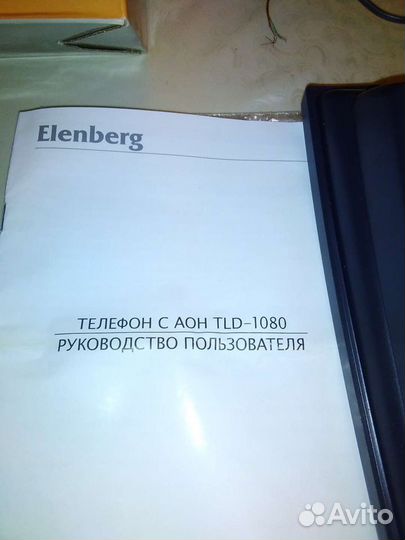 Elenberg
ТЕЛЕФОН С АОН TLD-1080
РУКОВОДСТВО ПОЛЬЗОВАТЕЛЯ
Avito